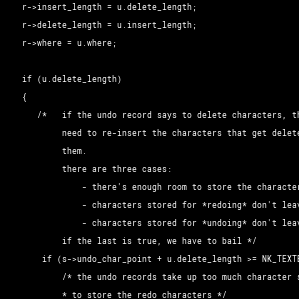 r->insert_length = u.delete_length;
r->delete_length = u.insert_length;
r->where = u.where;
if (u.delete_length)
{
/* if the undo record says to delete characters, th
need to re-insert the characters that get delete
them.
there are three cases:
- there's enough room to store the character
- characters stored for *redoing* don't leav
- characters stored for *undoing* don't leav
if the last is true, we have to bail */
if (s->undo_char_point + u.delete_length >= NK_TEXTE
/* the undo records take up too much character s
* to store the redo characters */